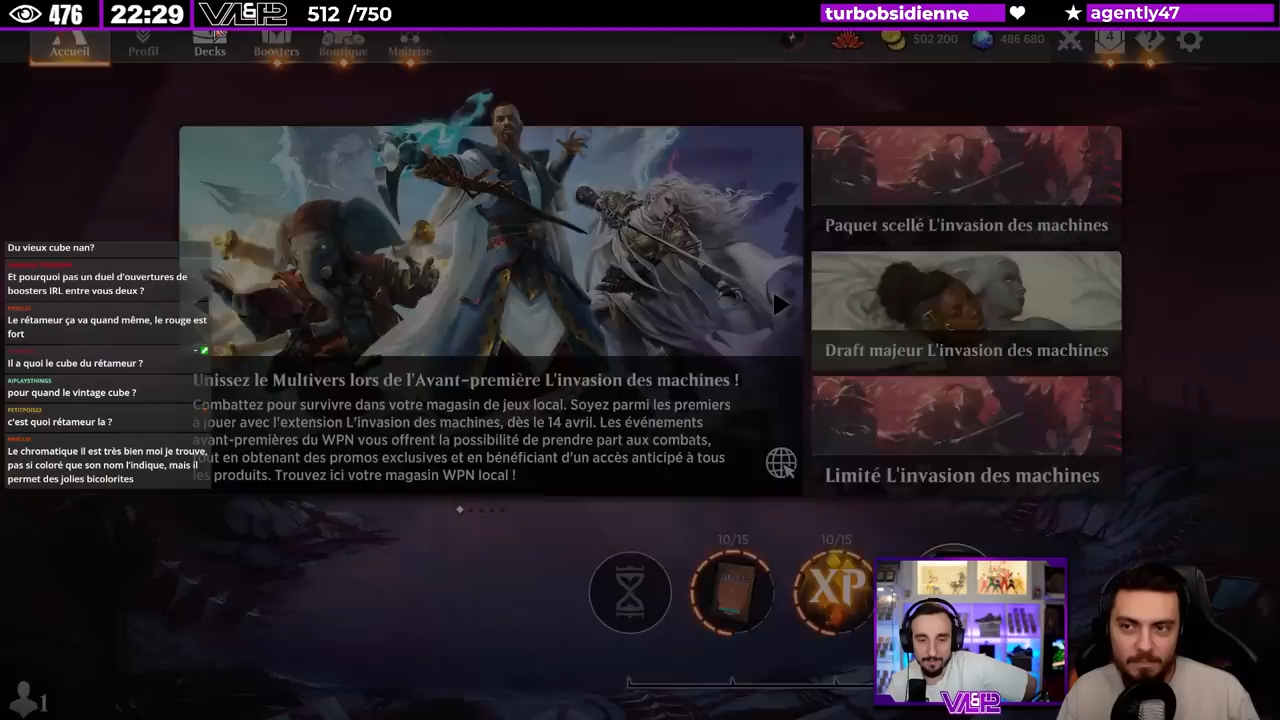 476
22:29
VAL&PL
512 /750
turbobsidienne
agently47
Accueil
Profil
Decks
Boosters
Boutique
Maîtrise
502 200
486 680
4
Paquet scellé L'invasion des machines
Draft majeur L'invasion des machines
Limité L'invasion des machines
Unissez le Multivers lors de l'Avant-première L'invasion des machines !
Combattez pour survivre dans votre magasin de jeux local. Soyez parmi les premiers
à jouer avec l'extension L'invasion des machines, dès le 14 avril. Les événements
avant-premières du WPN vous offrent la possibilité de prendre part aux combats,
tout en obtenant des promos exclusives et en bénéficiant d'un accès anticipé à tous
les produits. Trouvez ici votre magasin WPN local !
Du vieux cube nan?
Et pourquoi pas un duel d'ouvertures de
boosters IRL entre vous deux ?
Le rétameur ça va quand même, le rouge est
fort
Il a quoi le cube du rétameur ?
AIPLAYSTHINGS
pour quand le vintage cube ?
PETITPOIS22
c'est quoi rétameur la ?
Le chromatique il est très bien moi je trouve,
pas si coloré que son nom l'indique, mais il
permet des jolies bicolorites
10/15
10/15
XP
1